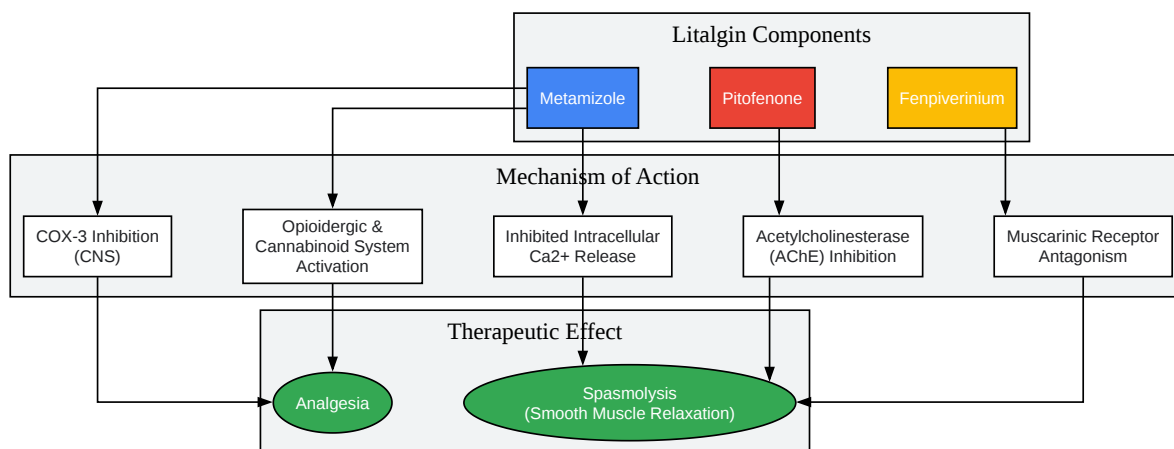 Litalgin Components
Metamizole
Pitofenone
Fenpiverinium
Mechanism of Action
COX-3 Inhibition
(CNS)
Opioidergic &
Cannabinoid System
Activation
Inhibited Intracellular
Ca2+ Release
Acetylcholinesterase
(AChE) Inhibition
Muscarinic Receptor
Antagonism
Therapeutic Effect
Analgesia
Spasmolysis
(Smooth Muscle Relaxation)